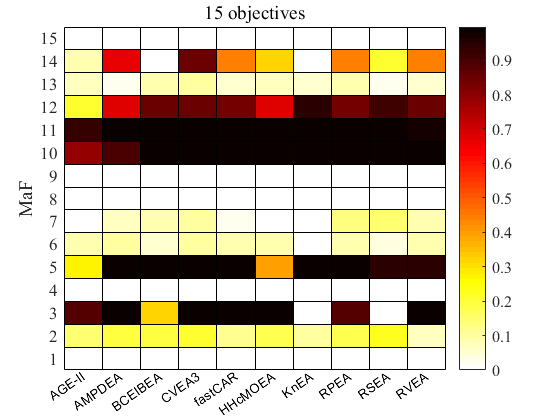 15 objectives
MaF
15
14
13
12
11
10
9
8
7
6
5
4
3
2
1
AGE-II
AMPDEA
BCEIBEA
CVEA3
fastCAR
HHcMOEA
KnEA
RPEA
RSEA
RVEA
0.9
0.8
0.7
0.6
0.5
0.4
0.3
0.2
0.1
0